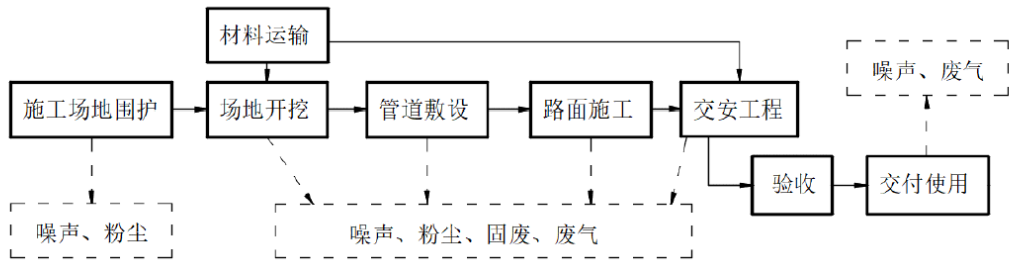 材料运输
噪声、废气
施工场地围护
场地开挖
管道敷设
路面施工
交安工程
验收
交付使用
噪声、粉尘
噪声、粉尘、固废、废气